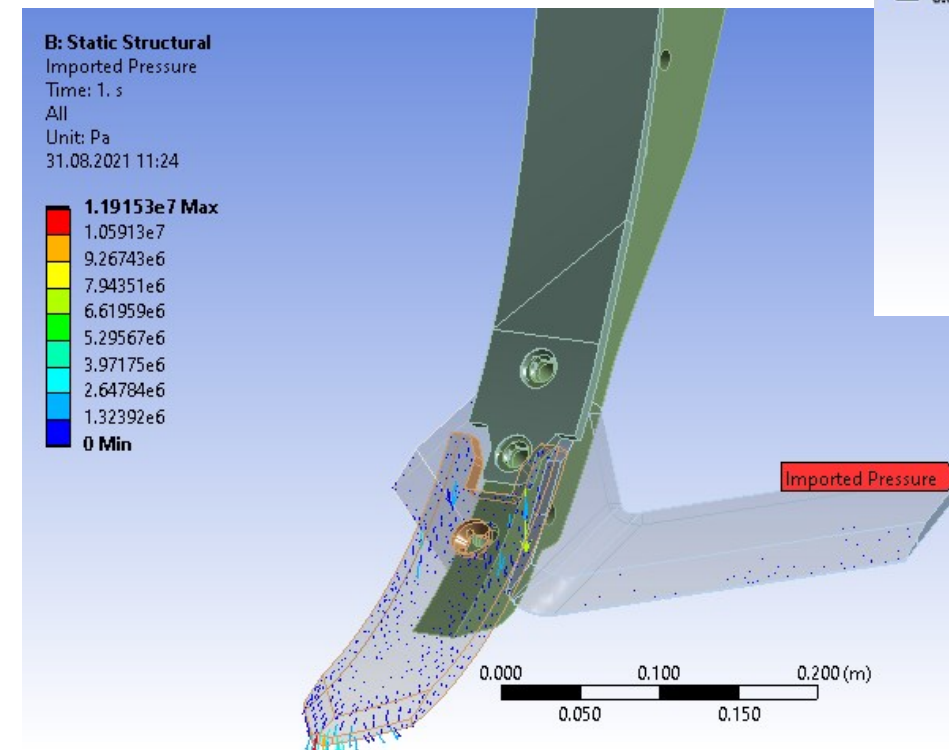 B: Static Structural
Imported Pressure
Time: 1. s
All
Unit: Pa
31.08.2021 11:24
1.19153e7 Max
1.05913e7
9.26743e6
7.94351e6
6.61959e6
5.29567e6
3.97175e6
2.64784e6
1.32392e6
0 Min
Imported Pressure
0.000 0.100 0.200 (m)
0.050 0.150